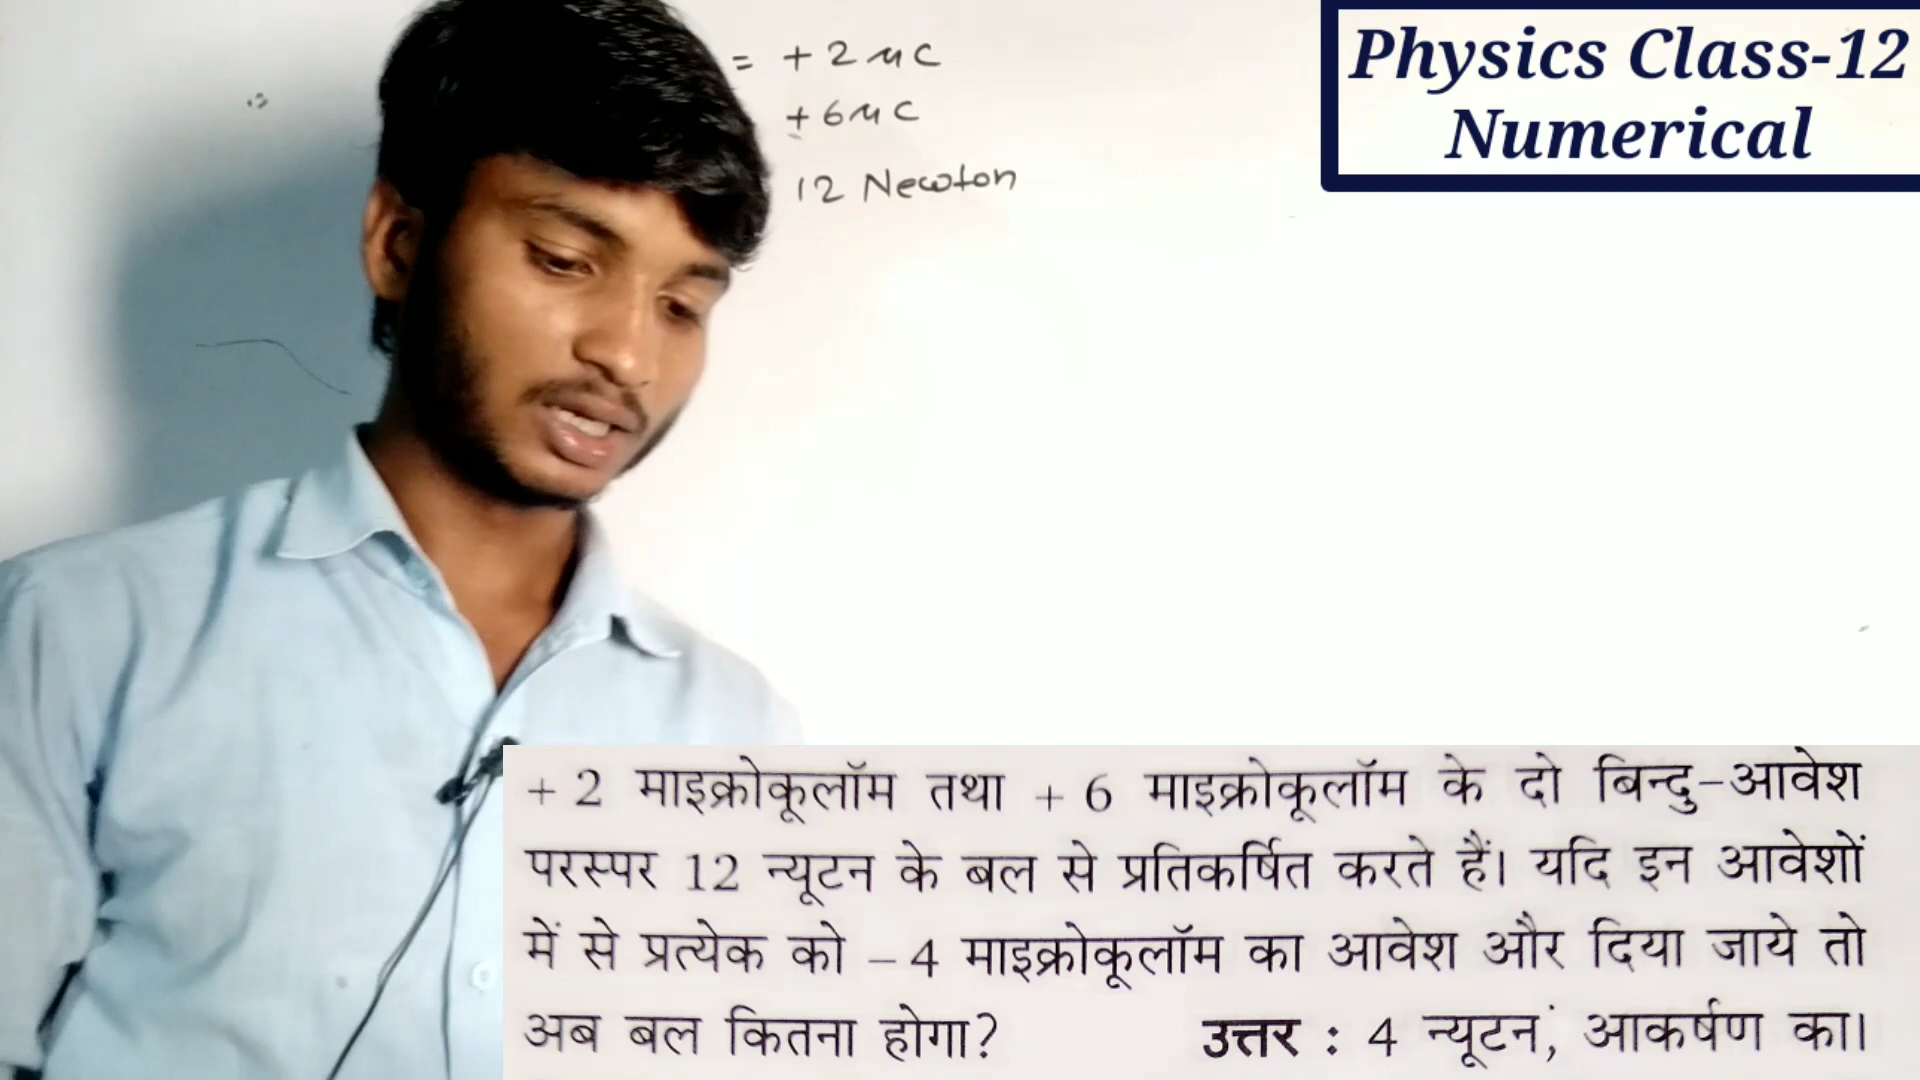 = + 2 μC
+ 6 μC
12 Newton
Physics Class-12
Numerical
+ 2 माइक्रोकूलॉम तथा + 6 माइक्रोकूलॉम के दो बिन्दु-आवेश
परस्पर 12 न्यूटन के बल से प्रतिकर्षित करते हैं। यदि इन आवेशों
में से प्रत्येक को – 4 माइक्रोकूलॉम का आवेश और दिया जाये तो
अब बल कितना होगा? उत्तर : 4 न्यूटन, आकर्षण का।